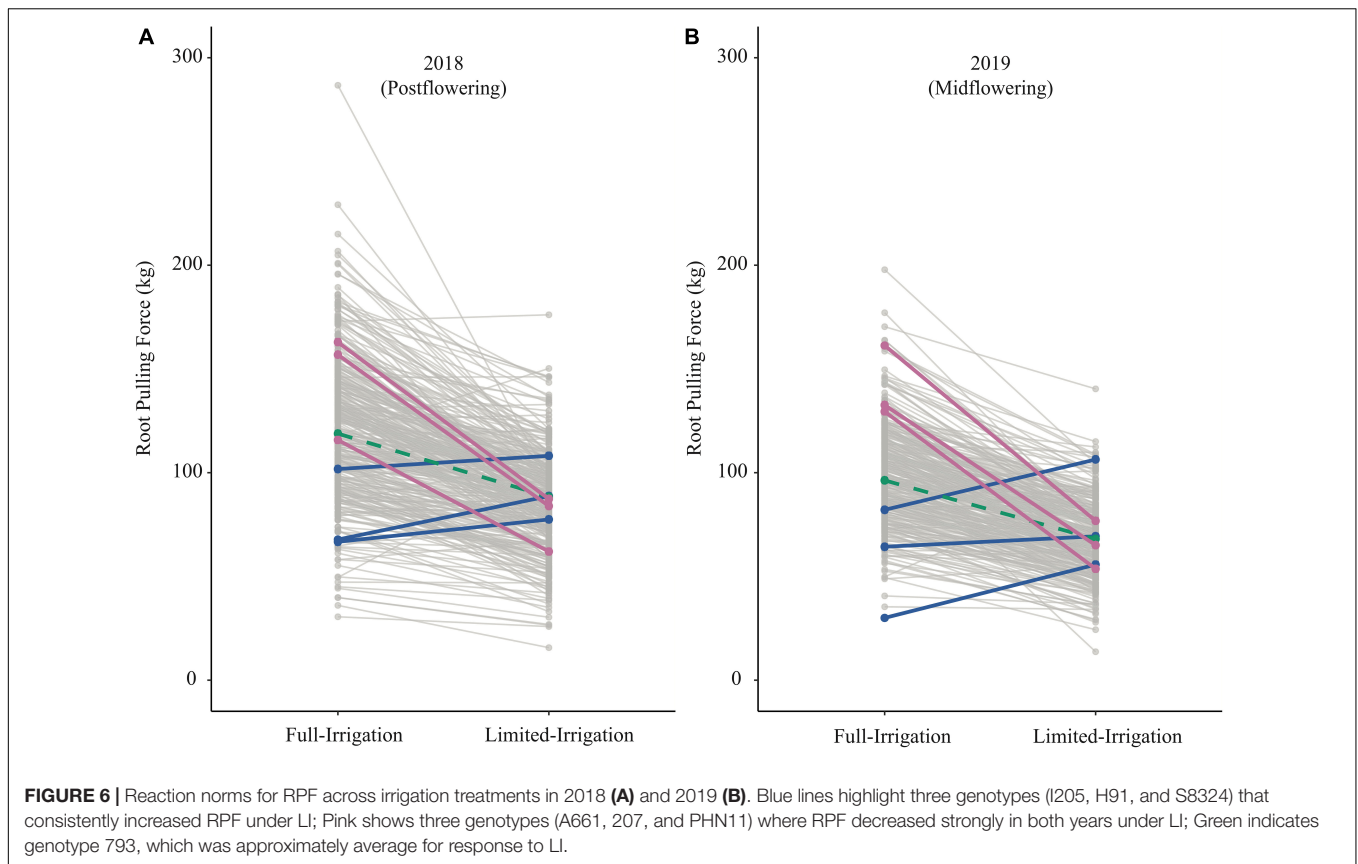 A
300
200
100
0
Root Pulling Force (kg)
2018
(Postflowering)
Full-Irrigation
Limited-Irrigation
B
300
200
100
0
Root Pulling Force (kg)
2019
(Midflowering)
Full-Irrigation
Limited-Irrigation
FIGURE 6 | Reaction norms for RPF across irrigation treatments in 2018 (A) and 2019 (B). Blue lines highlight three genotypes (I205, H91, and S8324) that
consistently increased RPF under LI; Pink shows three genotypes (A661, 207, and PHN11) where RPF decreased strongly in both years under LI; Green indicates
genotype 793, which was approximately average for response to LI.